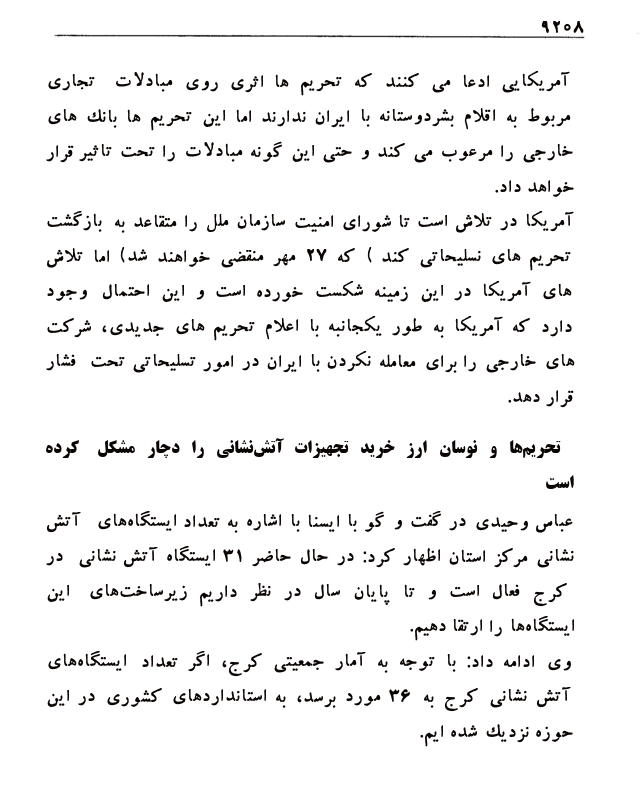 ۹۲۰۸
آمریکایی ادعا می کنند که تحریم ها اثری روی مبادلات تجاری
مربوط به اقلام بشردوستانه با ایران ندارند اما این تحریم ها بانك های
خارجی را مرعوب می کند و حتی این گونه مبادلات را تحت تاثیر قرار
خواهد داد.
آمریکا در تلاش است تا شورای امنیت سازمان ملل را متقاعد به بازگشت
تحریم های نسلیحاتی کند ) که ۲۷ مهر منقضی خواهند شد) اما تلاش
های آمریکا در این زمینه شکست خورده است و این احتمال وجود
دارد که آمریکا به طور یکجانبه با اعلام تحریم های جدیدی، شرکت
های خارجی را برای معامله نکردن با ایران در امور تسلیحاتی تحت فشار
قرار دهد.
تحریم‌ها و نوسان ارز خرید تجهیزات آتش‌نشانی را دچار مشکل کرده
است
عباس وحیدی در گفت و گو با ایسنا با اشاره به تعداد ایستگاه‌های آتش
نشانی مرکز استان اظهار کرد: در حال حاضر ۳۱ ایستگاه آتش نشانی در
کرج فعال است و تا پایان سال در نظر داریم زیرساخت‌های این
ایستگاه‌ها را ارتقا دهیم.
وی ادامه داد: با توجه به آمار جمعیتی کرج، اگر تعداد ایستگاه‌های
آتش نشانی کرج به ۳۶ مورد برسد، به استانداردهای کشوری در این
حوزه نزدیك شده ایم.